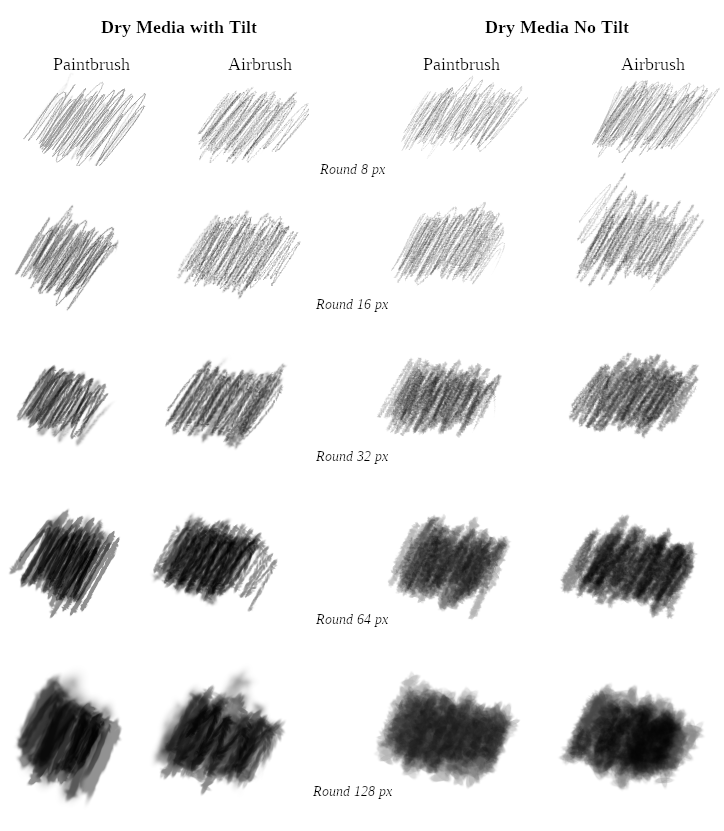 Dry Media with Tilt
Dry Media No Tilt
Paintbrush
Airbrush
Paintbrush
Airbrush
Round 8 px
Round 16 px
Round 32 px
Round 64 px
Round 128 px